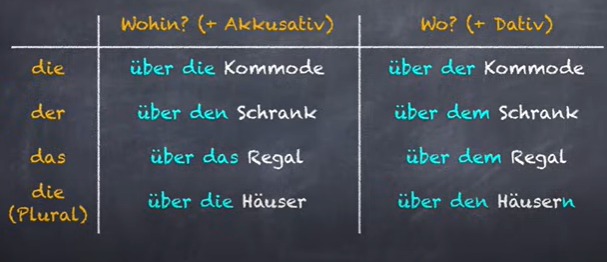 Wohin? (+ Akkusativ) Wo? (+ Dativ)
die über die Kommode über der Kommode
der über den Schrank über dem Schrank
das über das Regal über dem Regal
die
(Plural) über die Häuser über den Häusern